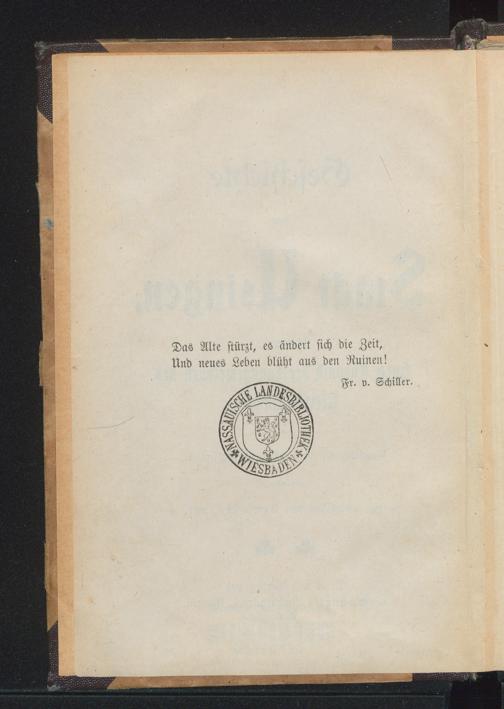 Das Alte stürzt, es ändert sich die Zeit,
Und neues Leben blüht aus den Ruinen!
Fr. v. Schiller.
NASSAUISCHE LANDESBIBLIOTHEK
WIESBADEN